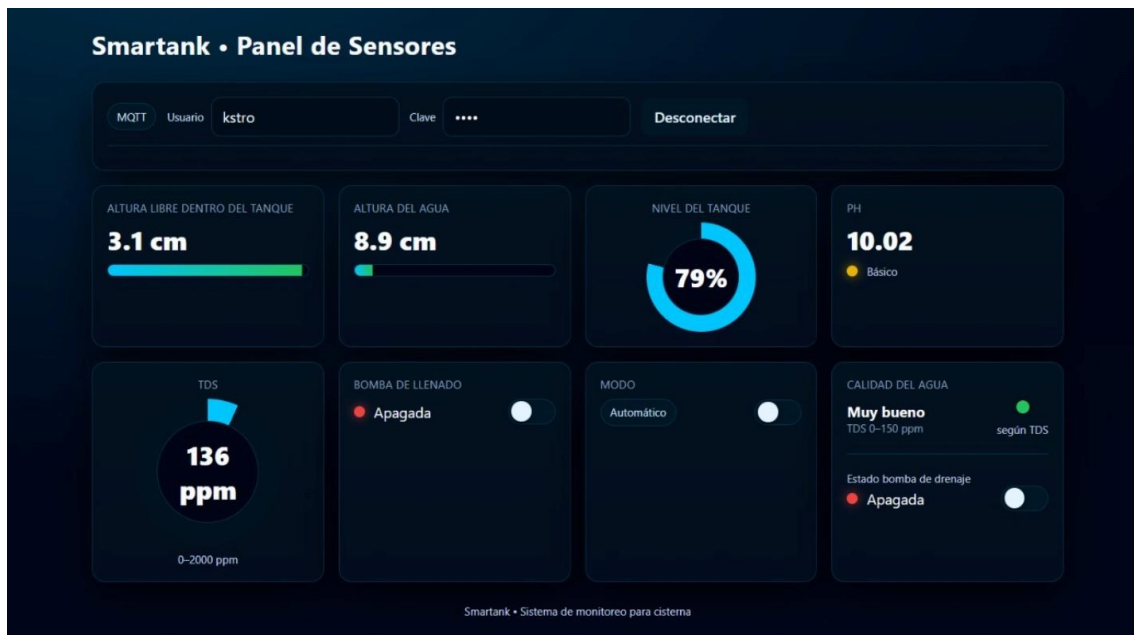 Smartank • Panel de Sensores
MQTT Usuario kstro Clave •••• Desconectar
ALTURA LIBRE DENTRO DEL TANQUE
3.1 cm
ALTURA DEL AGUA
8.9 cm
NIVEL DEL TANQUE
79%
PH
10.02
Básico
TDS
136
ppm
0–2000 ppm
BOMBA DE LLENADO
Apagada
MODO
Automático
CALIDAD DEL AGUA
Muy bueno
TDS 0–150 ppm
según TDS
Estado bomba de drenaje
Apagada
Smartank • Sistema de monitoreo para cisterna